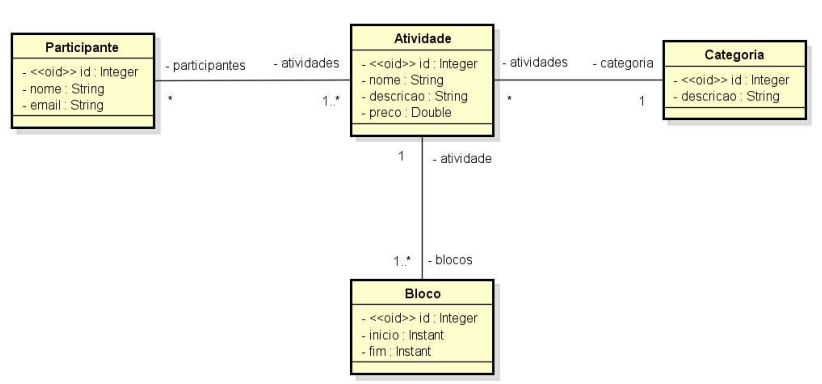 Participante
- <<oid>> id : Integer
- nome : String
- email : String
- participantes
*
- atividades
1..*
Atividade
- <<oid>> id : Integer
- nome : String
- descricao : String
- preco : Double
- atividades
*
- categoria
1
Categoria
- <<oid>> id : Integer
- descricao : String
1
- atividade
1..*
- blocos
Bloco
- <<oid>> id : Integer
- inicio : Instant
- fim : Instant